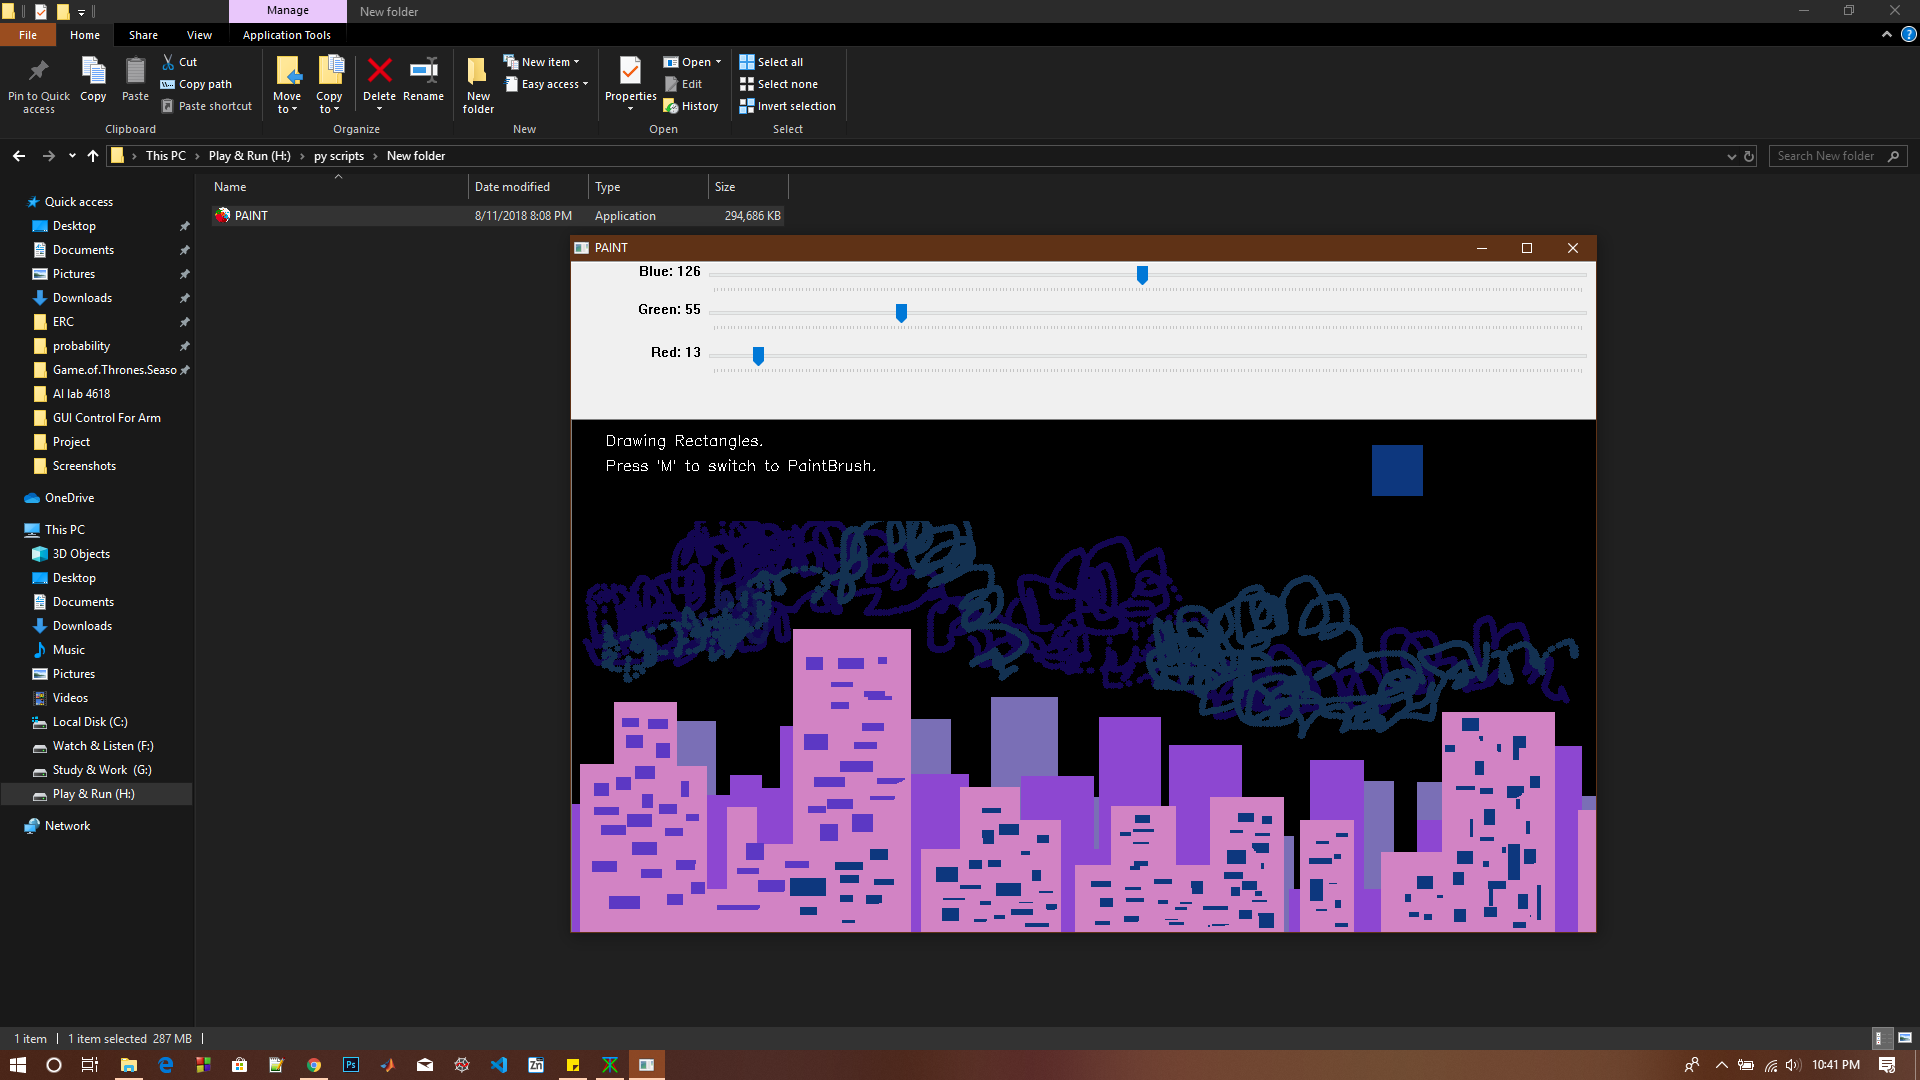 Manage
New folder
File
Home
Share
View
Application Tools
Pin to Quick access
Copy
Paste
Cut
Copy path
Paste shortcut
Clipboard
Move to
Copy to
Delete
Rename
Organize
New folder
New item
Easy access
New
Properties
Open
Edit
History
Open
Select all
Select none
Invert selection
Select
This PC
Play & Run (H:)
py scripts
New folder
Search New folder
Name
Date modified
Type
Size
PAINT
8/11/2018 8:08 PM
Application
294,686 KB
Quick access
Desktop
Documents
Pictures
Downloads
ERC
probability
Game.of.Thrones.Seaso
AI lab 4618
GUI Control For Arm
Project
Screenshots
OneDrive
This PC
3D Objects
Desktop
Documents
Downloads
Music
Pictures
Videos
Local Disk (C:)
Watch & Listen (F:)
Study & Work (G:)
Play & Run (H:)
Network
PAINT
Blue: 126
Green: 55
Red: 13
Drawing Rectangles.
Press 'M' to switch to PaintBrush.
1 item
1 item selected 287 MB
Ps
Zn
10:41 PM